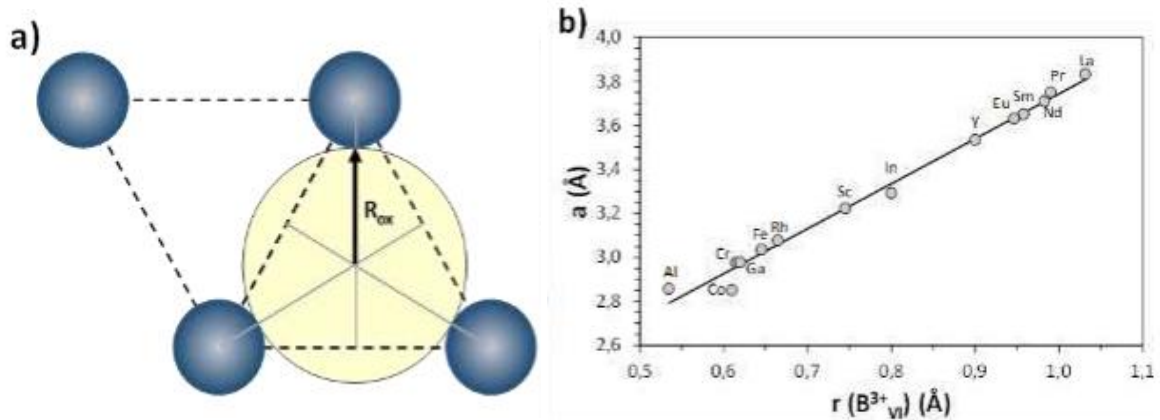 a)
R_ox
b)
4,0
3,8
3,6
3,4
3,2
3,0
2,8
2,6
a (Å)
La
Pr
Nd
Sm
Eu
Y
In
Sc
Rh
Fe
Cr
Ga
Co
Al
0,5 0,6 0,7 0,8 0,9 1,0 1,1
r (B³⁺_VI) (Å)